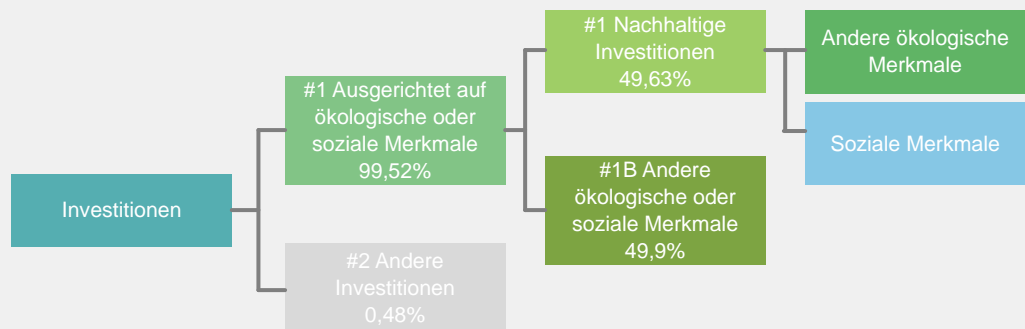 Investitionen
#1 Ausgerichtet auf
ökologische oder
soziale Merkmale
99,52%
#2 Andere
Investitionen
0,48%
#1 Nachhaltige
Investitionen
49,63%
#1B Andere
ökologische oder
soziale Merkmale
49,9%
Andere ökologische
Merkmale
Soziale Merkmale